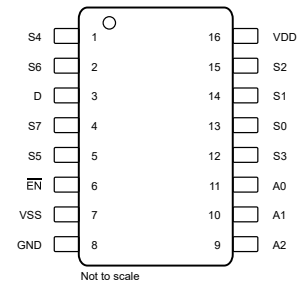 S4 1 16 VDD
S6 2 15 S2
D 3 14 S1
S7 4 13 S0
S5 5 12 S3
E̅N̅ 6 11 A0
VSS 7 10 A1
GND 8 9 A2
Not to scale